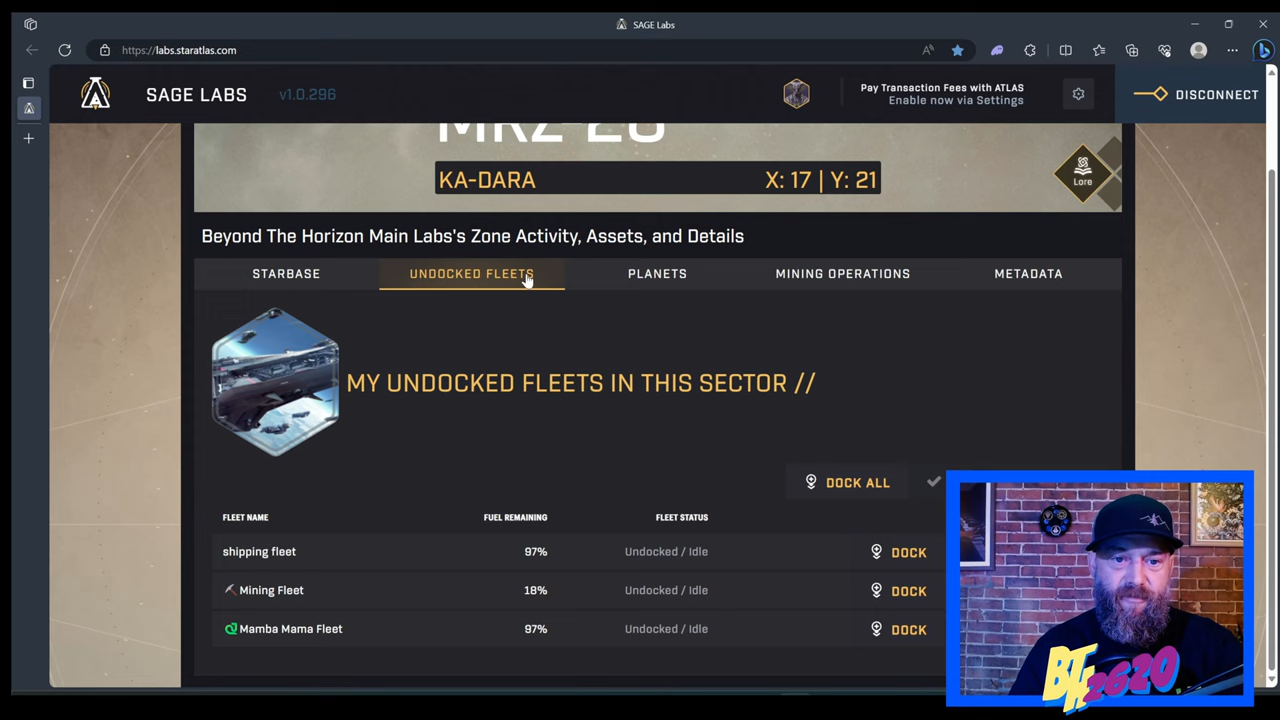 SAGE Labs
https://labs.staratlas.com
SAGE LABS
v1.0.296
Pay Transaction Fees with ATLAS
Enable now via Settings
DISCONNECT
MRZ-26
KA-DARA
X: 17 | Y: 21
Lore
Beyond The Horizon Main Labs's Zone Activity, Assets, and Details
STARBASE
UNDOCKED FLEETS
PLANETS
MINING OPERATIONS
METADATA
MY UNDOCKED FLEETS IN THIS SECTOR //
DOCK ALL
FLEET NAME
FUEL REMAINING
FLEET STATUS
shipping fleet
97%
Undocked / Idle
DOCK
Mining Fleet
18%
Undocked / Idle
DOCK
Mamba Mama Fleet
97%
Undocked / Idle
DOCK
BTH2620